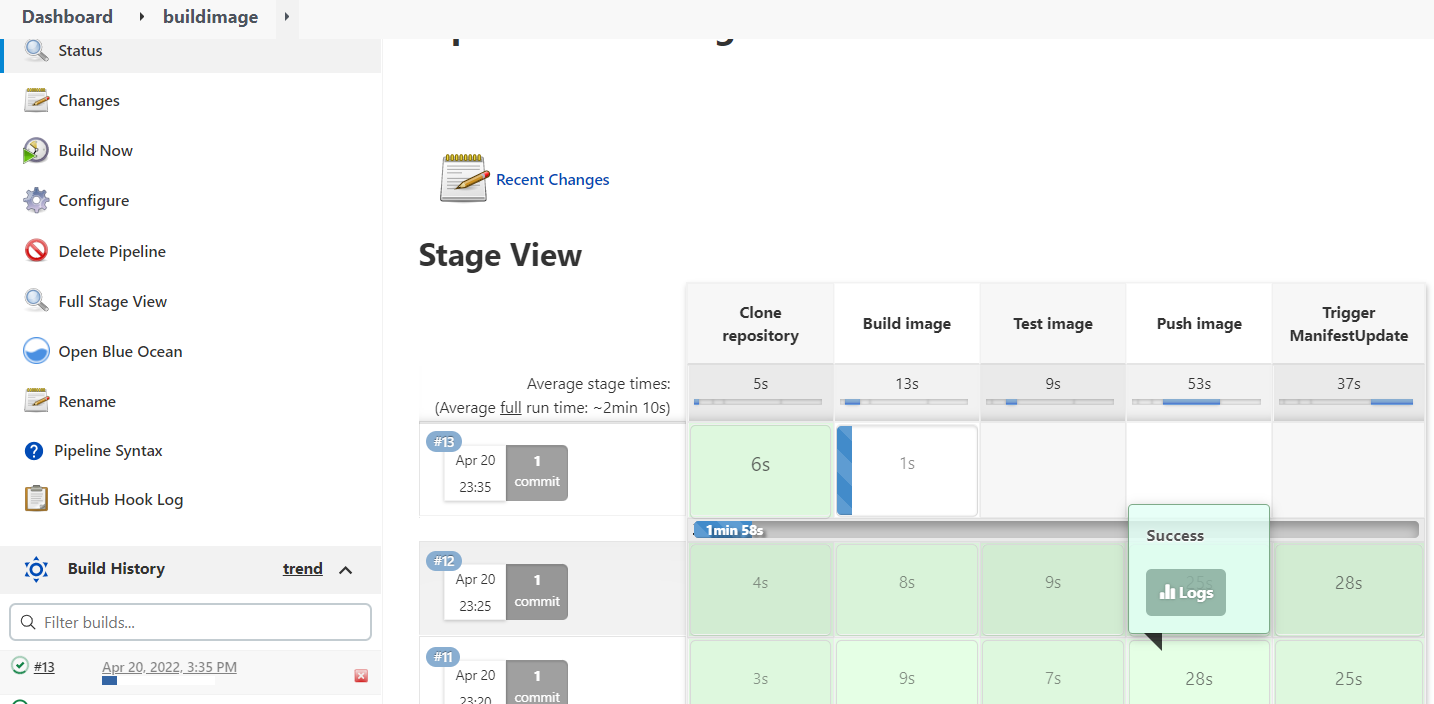 Dashboard
buildimage
Status
Changes
Build Now
Configure
Delete Pipeline
Full Stage View
Open Blue Ocean
Rename
Pipeline Syntax
GitHub Hook Log
Build History
trend
Filter builds...
#13
Apr 20, 2022, 3:35 PM
Recent Changes
Stage View
Clone
repository
Build image
Test image
Push image
Trigger
ManifestUpdate
Average stage times:
(Average full run time: ~2min 10s)
5s
13s
9s
53s
37s
#13
Apr 20
23:35
1
commit
6s
1s
1min 58s
#12
Apr 20
23:25
1
commit
4s
8s
9s
Success
25s
Logs
28s
#11
Apr 20
23:20
1
commit
3s
9s
7s
28s
25s